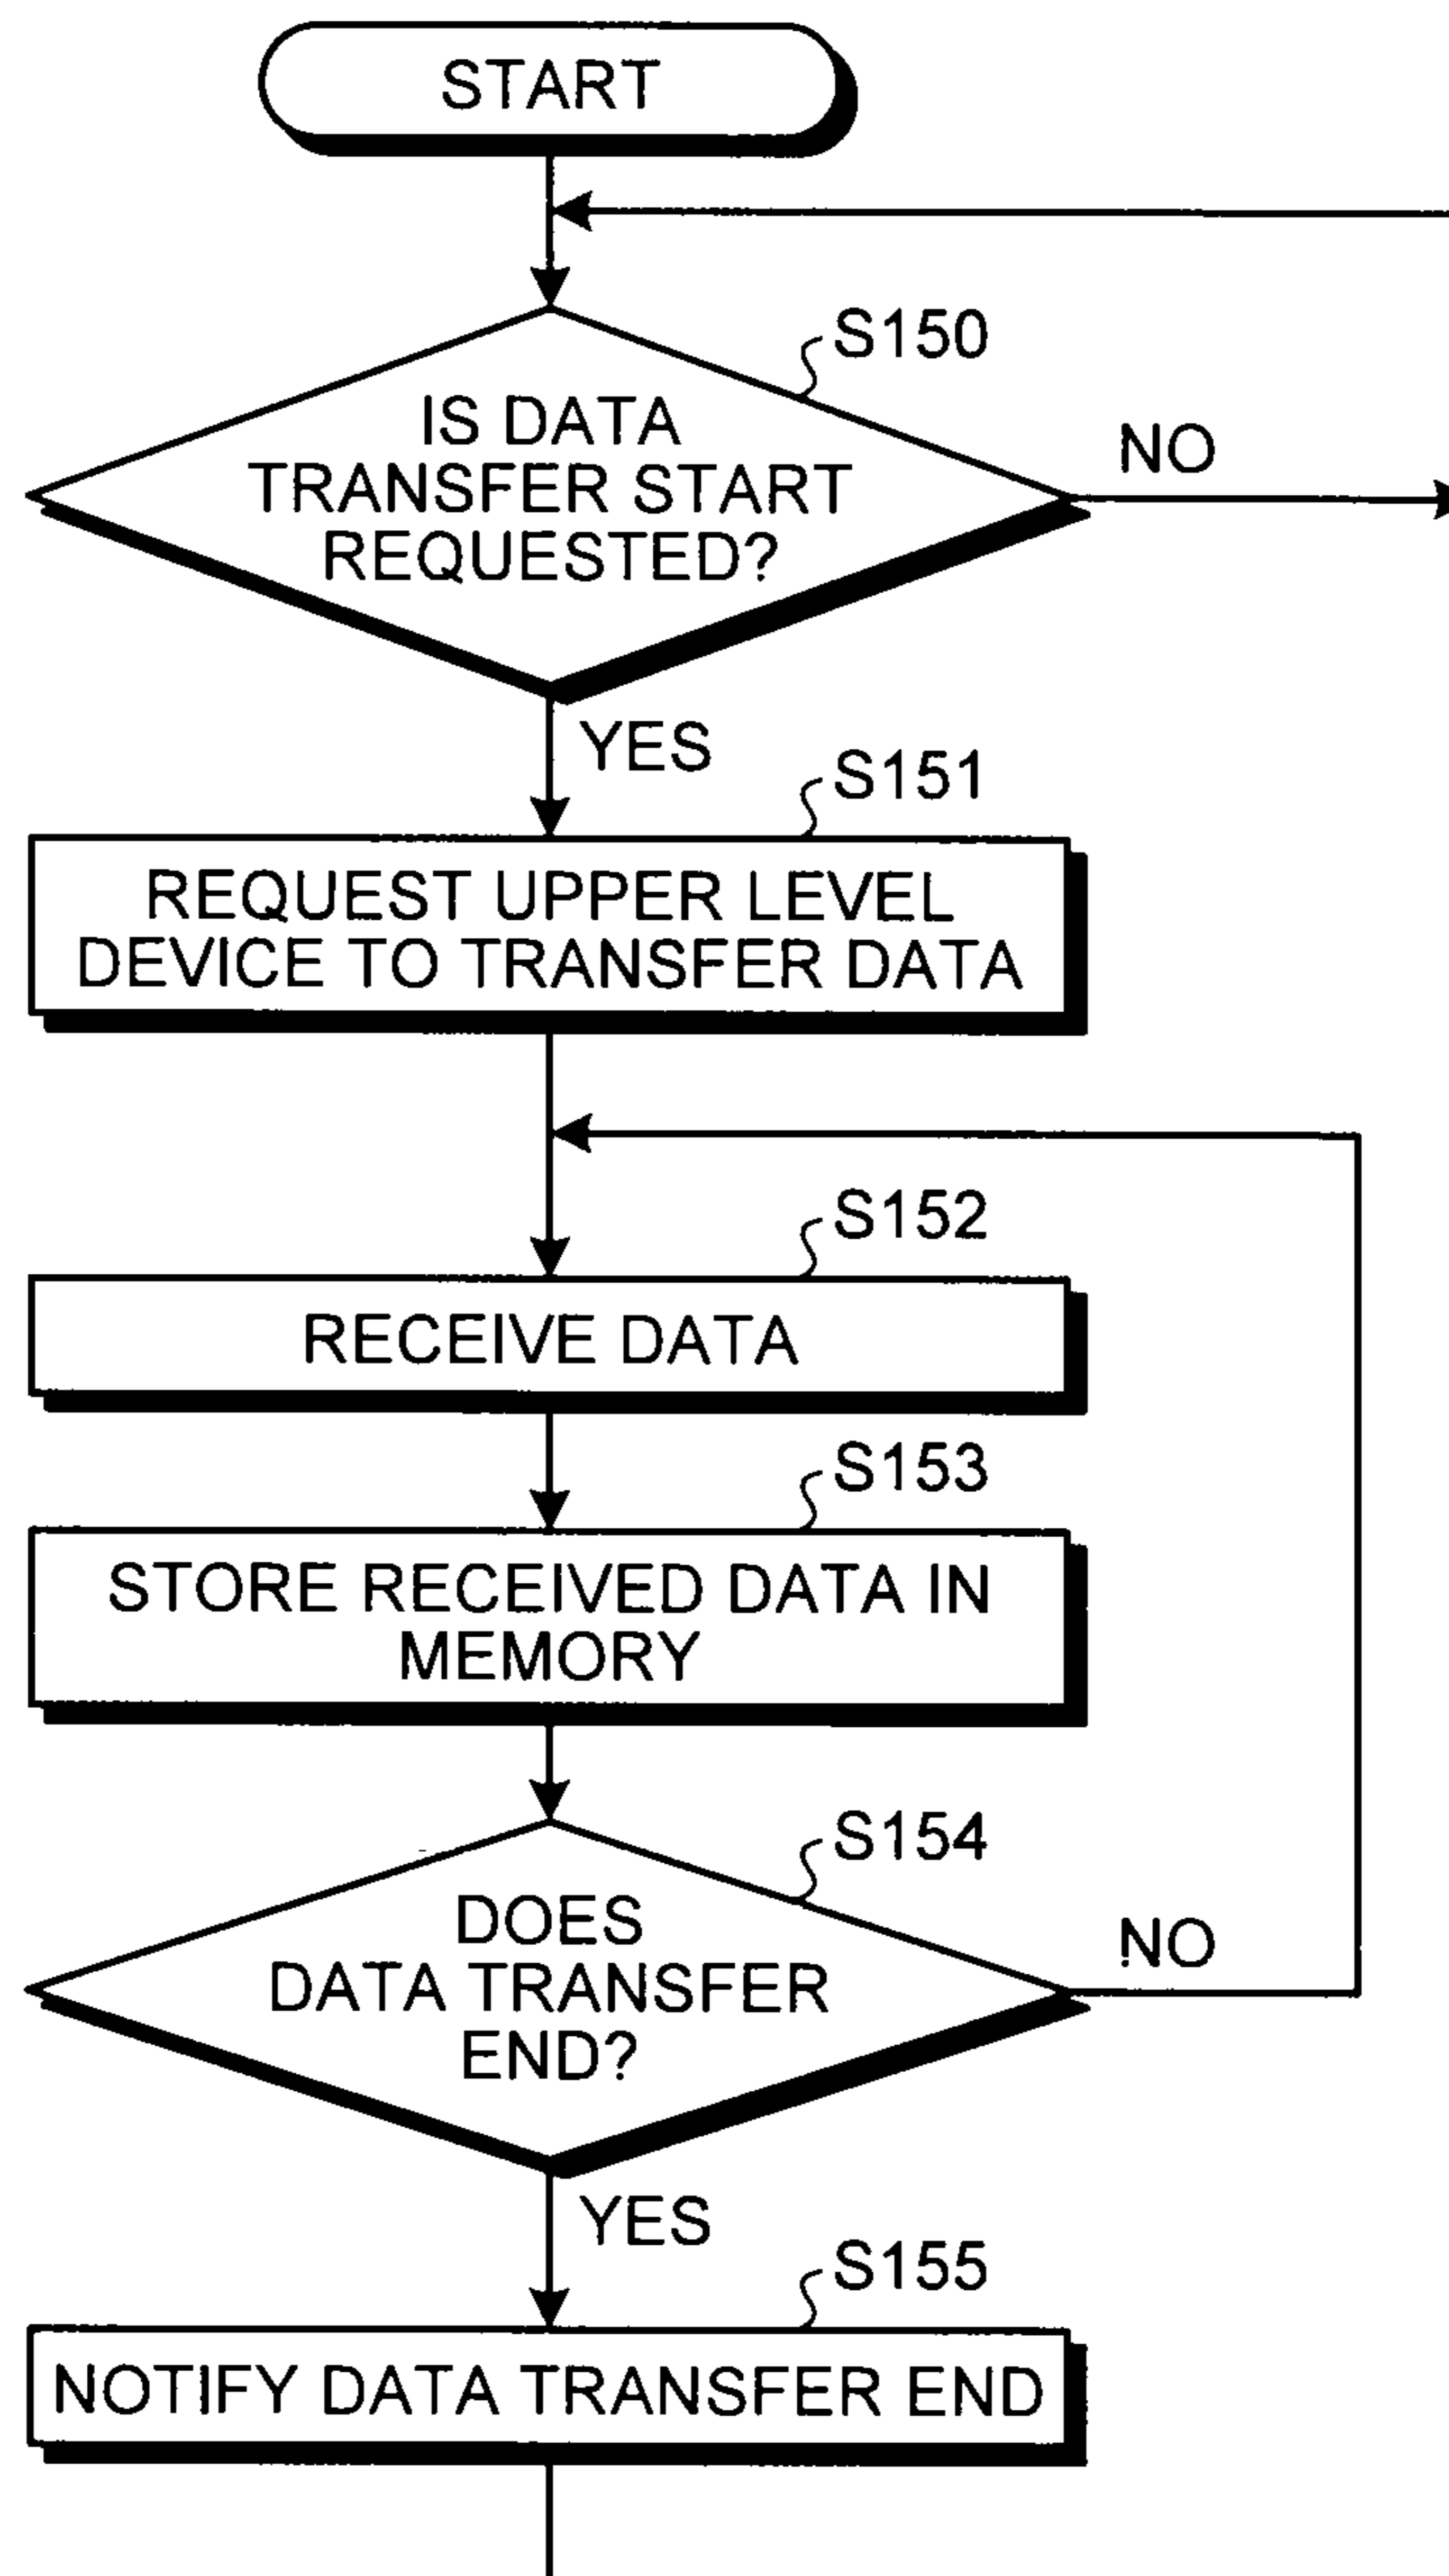 START
S150
IS DATA
TRANSFER START
REQUESTED?
NO
YES
S151
REQUEST UPPER LEVEL
DEVICE TO TRANSFER DATA
S152
RECEIVE DATA
S153
STORE RECEIVED DATA IN
MEMORY
S154
DOES
DATA TRANSFER
END?
NO
YES
S155
NOTIFY DATA TRANSFER END